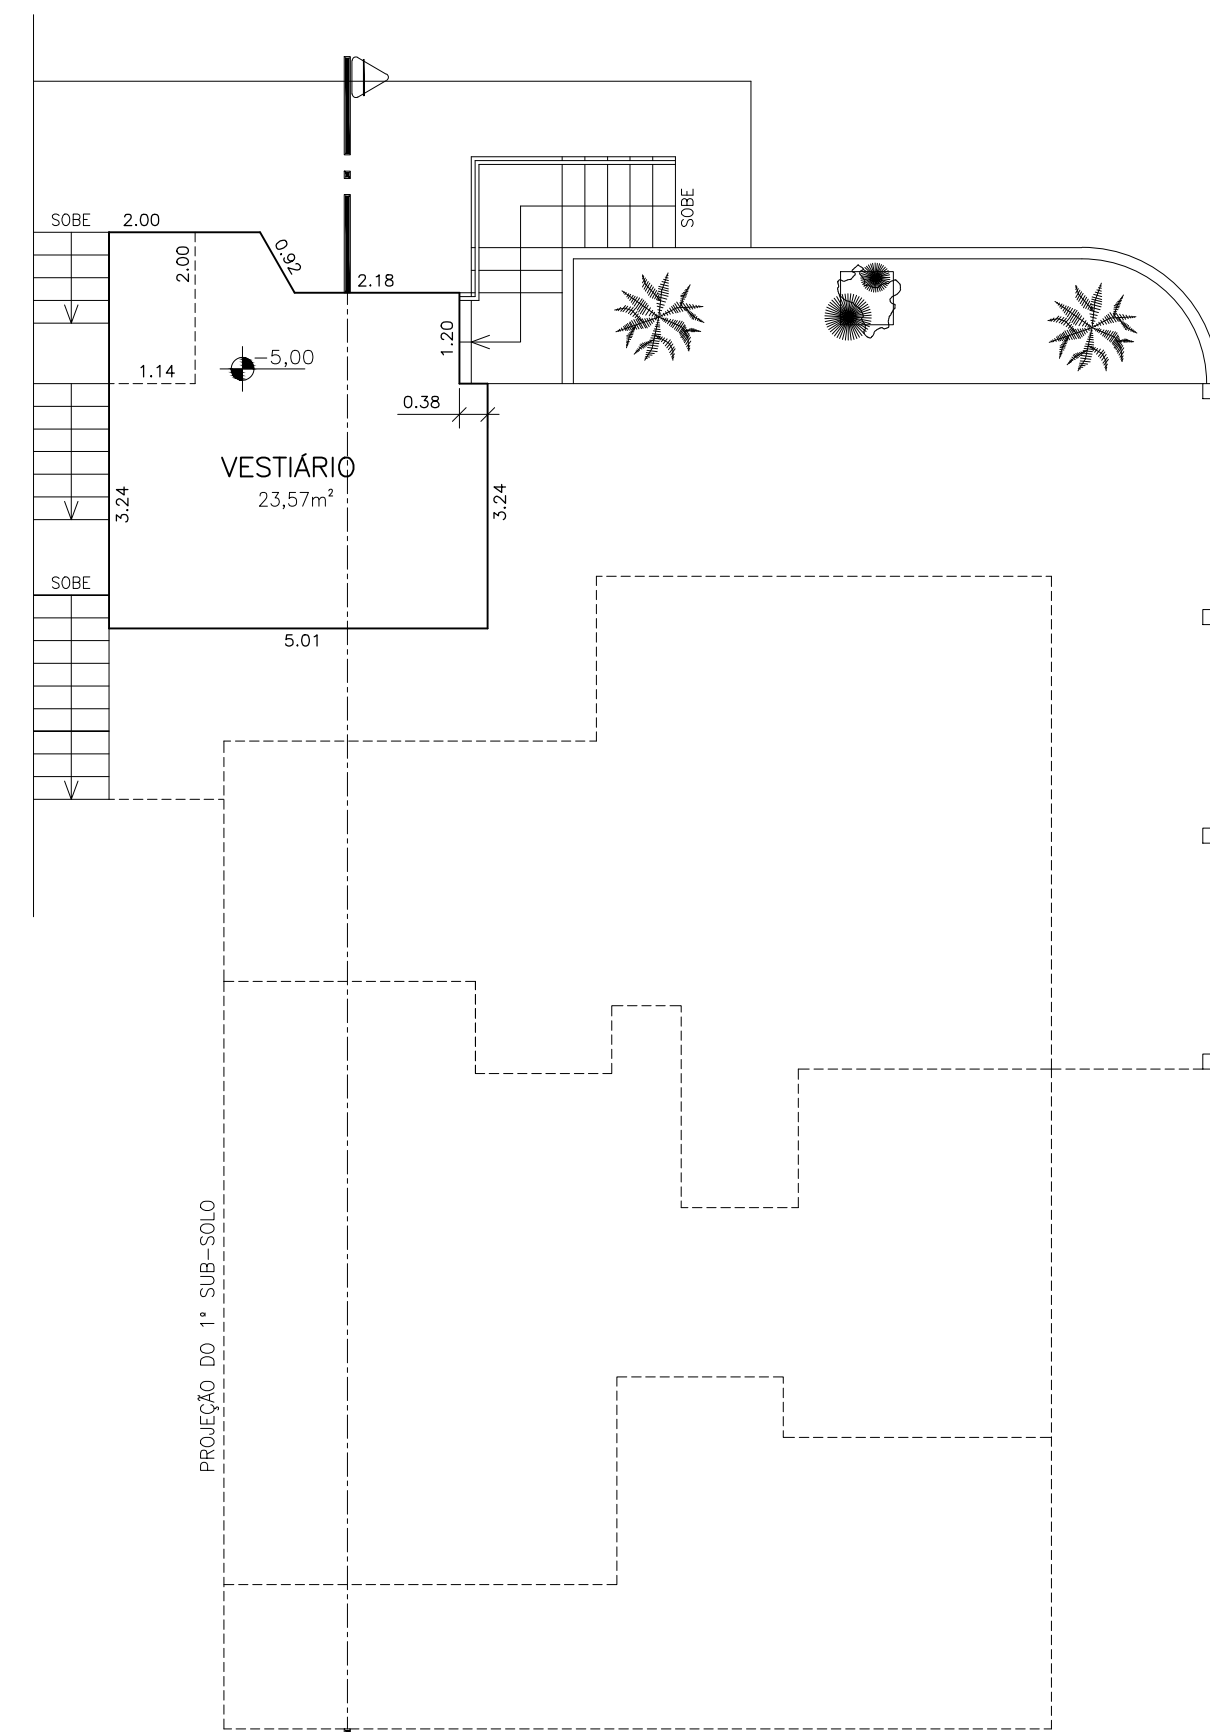 SOBE
2.00
2.00
0.92
2.18
SOBE
1.20
-5,00
1.14
0.38
VESTIÁRIO
23,57m²
3.24
3.24
SOBE
5.01
PROJEÇÃO DO 1º SUB-SOLO